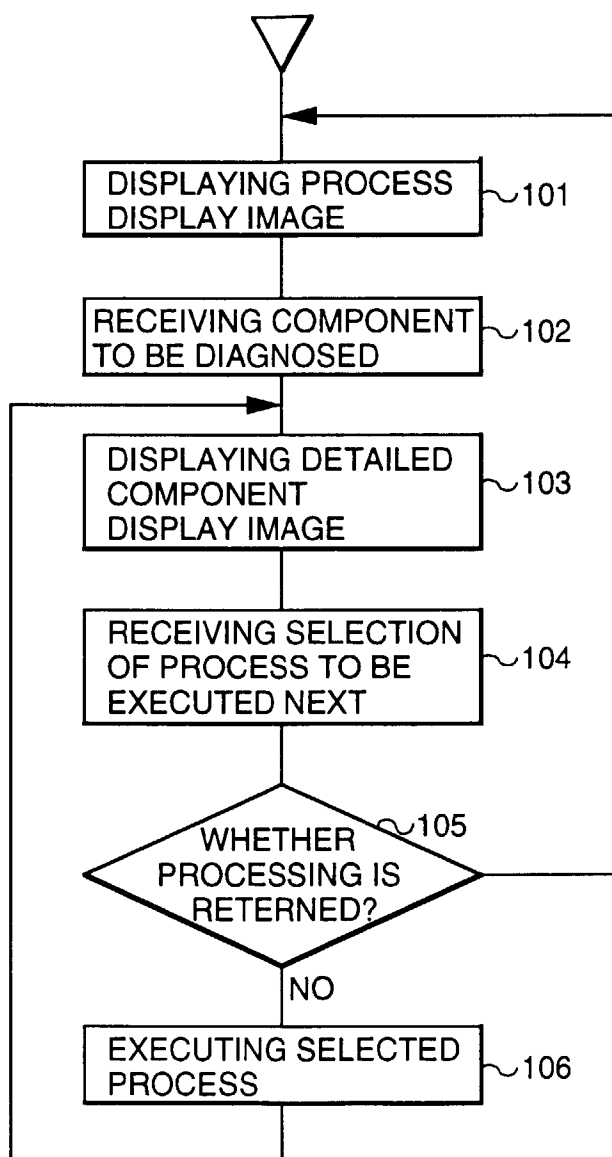 DISPLAYING PROCESS
DISPLAY IMAGE
101
RECEIVING COMPONENT
TO BE DIAGNOSED
102
DISPLAYING DETAILED
COMPONENT
DISPLAY IMAGE
103
RECEIVING SELECTION
OF PROCESS TO BE
EXECUTED NEXT
104
105
WHETHER
PROCESSING IS
RETERNED?
NO
EXECUTING SELECTED
PROCESS
106